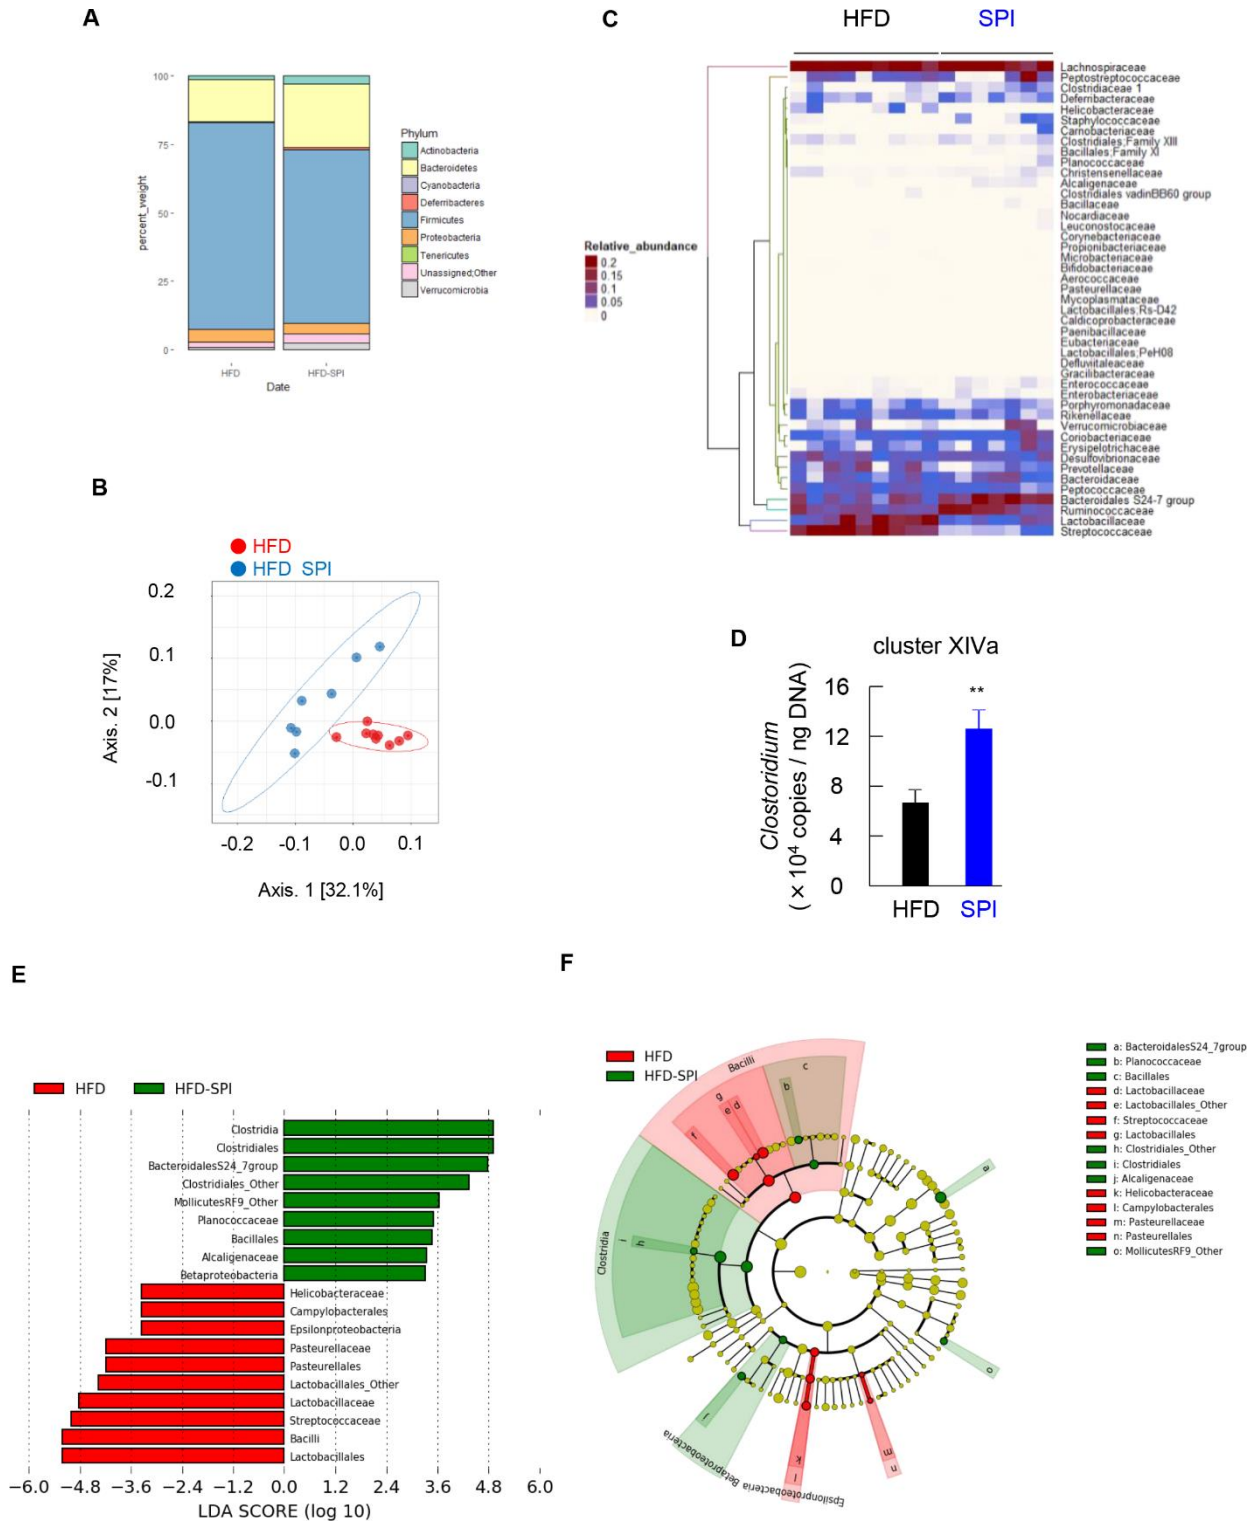 A
100
75
50
25
0
percent_weight
HFD
HFD-SPI
Date
Phylum
Actinobacteria
Bacteroidetes
Cyanobacteria
Deferribacteres
Firmicutes
Proteobacteria
Tenericutes
Unassigned;Other
Verrucomicrobia
B
HFD
HFD SPI
0.2
0.1
0.0
-0.1
Axis. 2 [17%]
-0.2
-0.1
0.0
0.1
Axis. 1 [32.1%]
C
HFD
SPI
Relative_abundance
0.2
0.15
0.1
0.05
0
Lachnospiraceae
Peptostreptococcaceae
Clostridiaceae 1
Deferribacteraceae
Helicobacteraceae
Staphylococcaceae
Carnobacteriaceae
Clostridiales;Family XIII
Bacillales;Family XI
Planococcaceae
Christensenellaceae
Alcaligenaceae
Clostridiales vadinBB60 group
Bacillaceae
Nocardiaceae
Leuconostocaceae
Corynebacteriaceae
Propionibacteriaceae
Microbacteriaceae
Bifidobacteriaceae
Aerococcaceae
Pasteurellaceae
Mycoplasmataceae
Lactobacillales;Rs-D42
Caldicoprobacteraceae
Paenibacillaceae
Eubacteriaceae
Lactobacillales;PeH08
Defluviitaleaceae
Gracilibacteraceae
Enterococcaceae
Enterobacteriaceae
Porphyromonadaceae
Rikenellaceae
Verrucomicrobiaceae
Coriobacteriaceae
Erysipelotrichaceae
Desulfovibrionaceae
Prevotellaceae
Bacteroidaceae
Peptococcaceae
Bacteroidales S24-7 group
Ruminococcaceae
Lactobacillaceae
Streptococcaceae
D
cluster XIVa
Clostoridium
(×10⁴ copies / ng DNA)
16
12
8
4
0
**
HFD
SPI
E
HFD
HFD-SPI
Clostridia
Clostridiales
BacteroidalesS24_7group
Clostridiales_Other
MollicutesRF9_Other
Planococcaceae
Bacillales
Alcaligenaceae
Betaproteobacteria
Helicobacteraceae
Campylobacterales
Epsilonproteobacteria
Pasteurellaceae
Pasteurellales
Lactobacillales_Other
Lactobacillaceae
Streptococcaceae
Bacilli
Lactobacillales
−6.0
−4.8
−3.6
−2.4
−1.2
0.0
1.2
2.4
3.6
4.8
6.0
LDA SCORE (log 10)
F
HFD
HFD-SPI
Bacilli
c
b
g
d
e
f
Clostridia
i
h
a
o
j
Betaproteobacteria
k
l
Epsilonproteobacteria
m
n
a: BacteroidalesS24_7group
b: Planococcaceae
c: Bacillales
d: Lactobacillaceae
e: Lactobacillales_Other
f: Streptococcaceae
g: Lactobacillales
h: Clostridiales_Other
i: Clostridiales
j: Alcaligenaceae
k: Helicobacteraceae
l: Campylobacterales
m: Pasteurellaceae
n: Pasteurellales
o: MollicutesRF9_Other